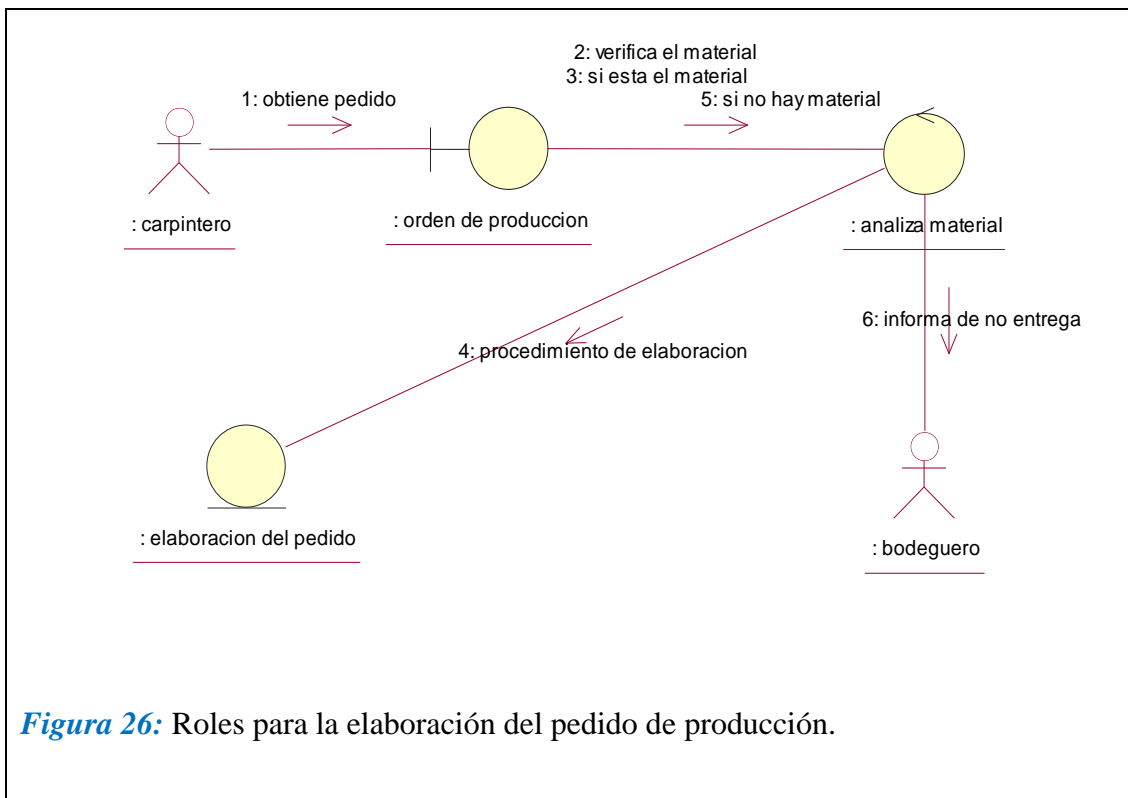 2: verifica el material
3: si esta el material
1: obtiene pedido
5: si no hay material
: carpintero
: orden de produccion
: analiza material
6: informa de no entrega
4: procedimiento de elaboracion
: elaboracion del pedido
: bodeguero
Figura 26: Roles para la elaboración del pedido de producción.